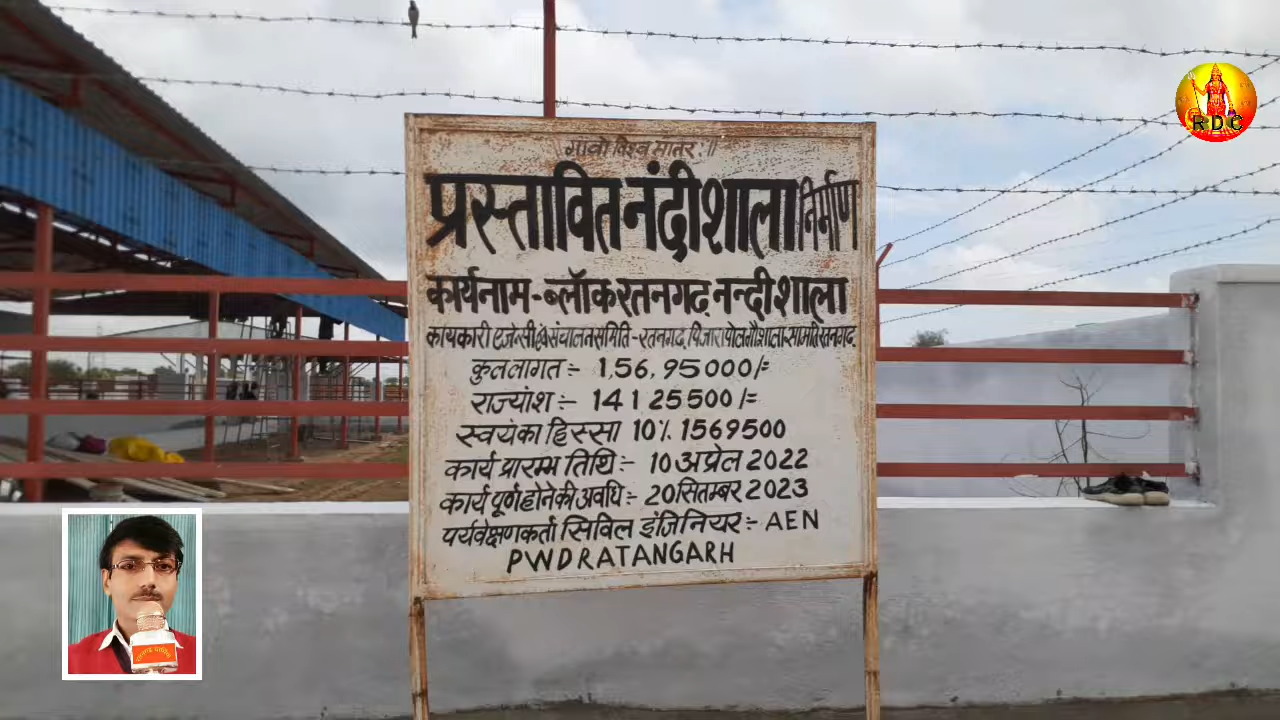 गावो विश्व मातर: ॥
प्रस्तावित नंदीशाला निर्माण
कार्यनाम - ब्लॉक रतनगढ़ नन्दीशाला
कायकारी एजेन्सी संचालन समिति - रतनगढ़ पिंजारापोल गौशाला समिति रतनगढ़
कुल लागत :- 1,56,95000/=
राज्यांश :- 14125500/=
स्वयं का हिस्सा 10% 1569500
कार्य प्रारम्भ तिथि :- 10 अप्रेल 2022
कार्य पूर्ण होने की अवधि :- 20 सितम्बर 2023
पर्यवेक्षणकर्ता सिविल इंजिनियर :- AEN
PWD RATANGARH
RDC